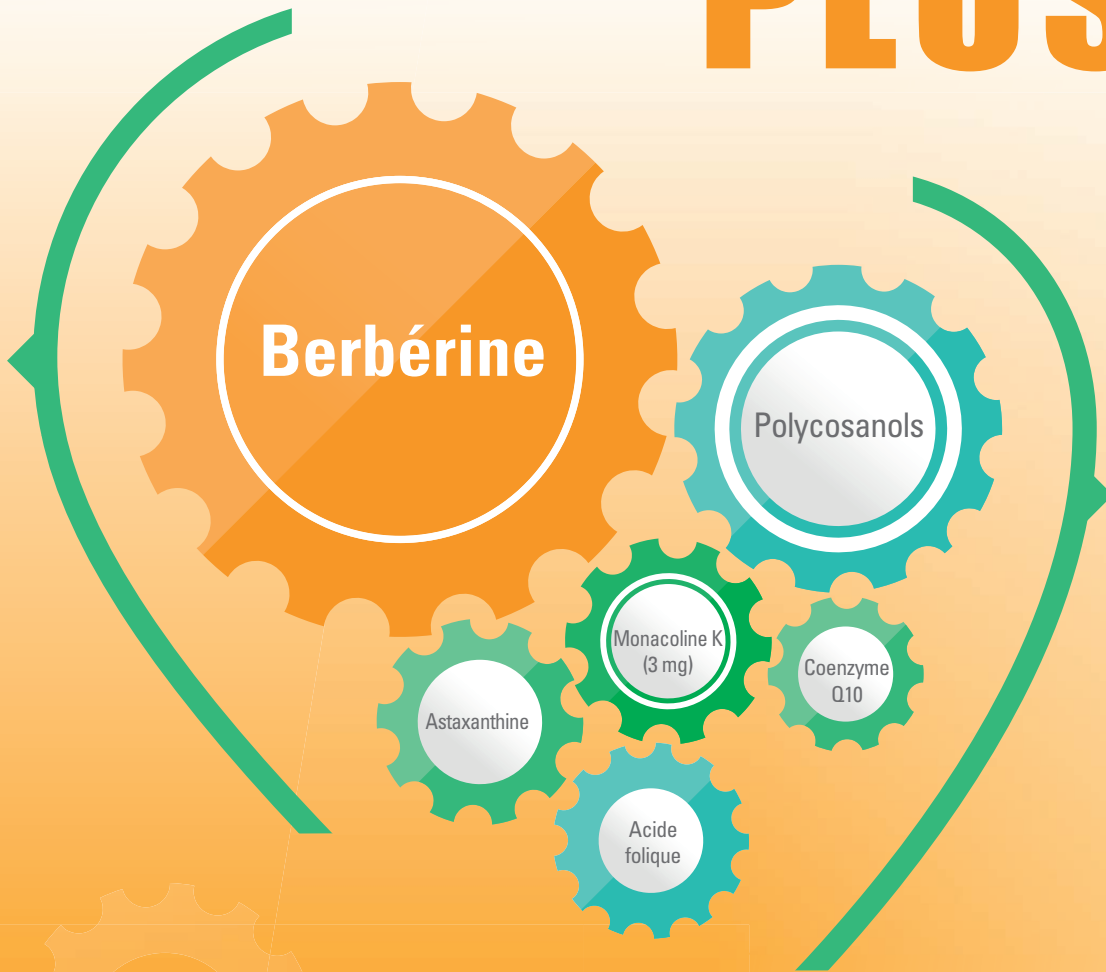 PLUS
Berbérine
Polycosanols
Monacoline K
(3 mg)
Coenzyme
Q10
Astaxanthine
Acide
folique